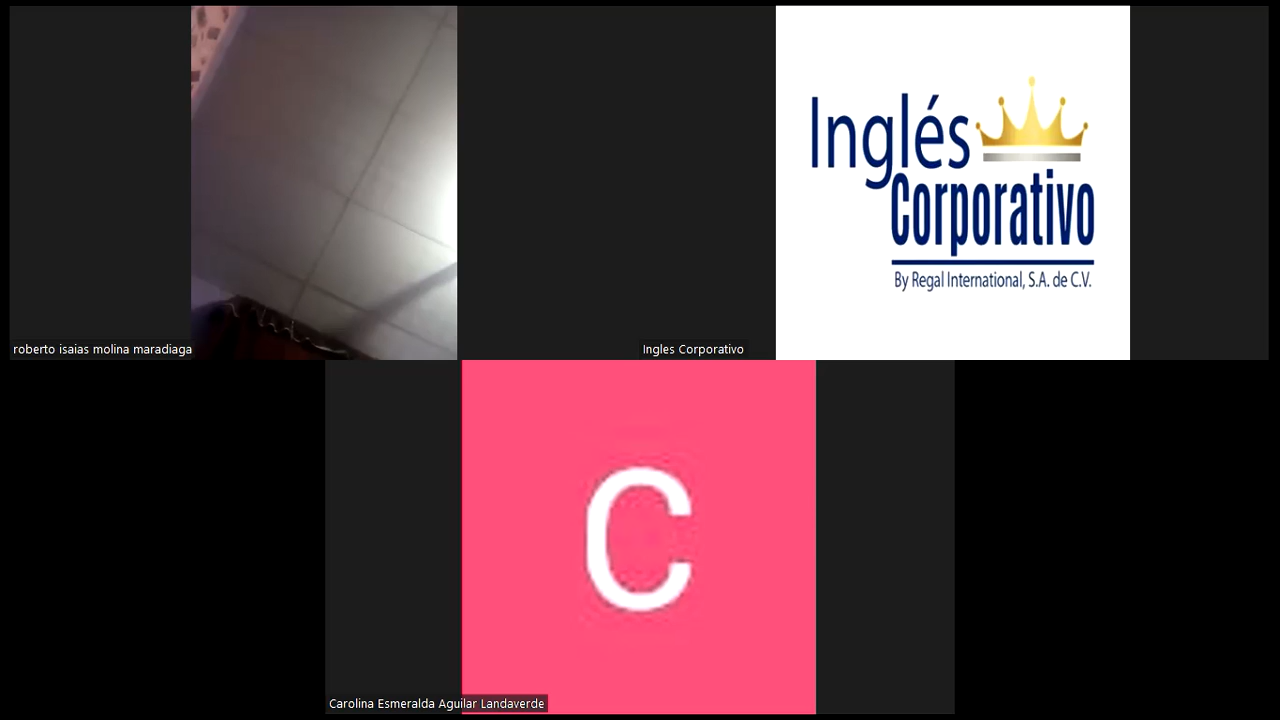 Inglés
Corporativo
By Regal International, S.A. de C.V.
roberto isaias molina maradiaga
Ingles Corporativo
C
Carolina Esmeralda Aguilar Landaverde